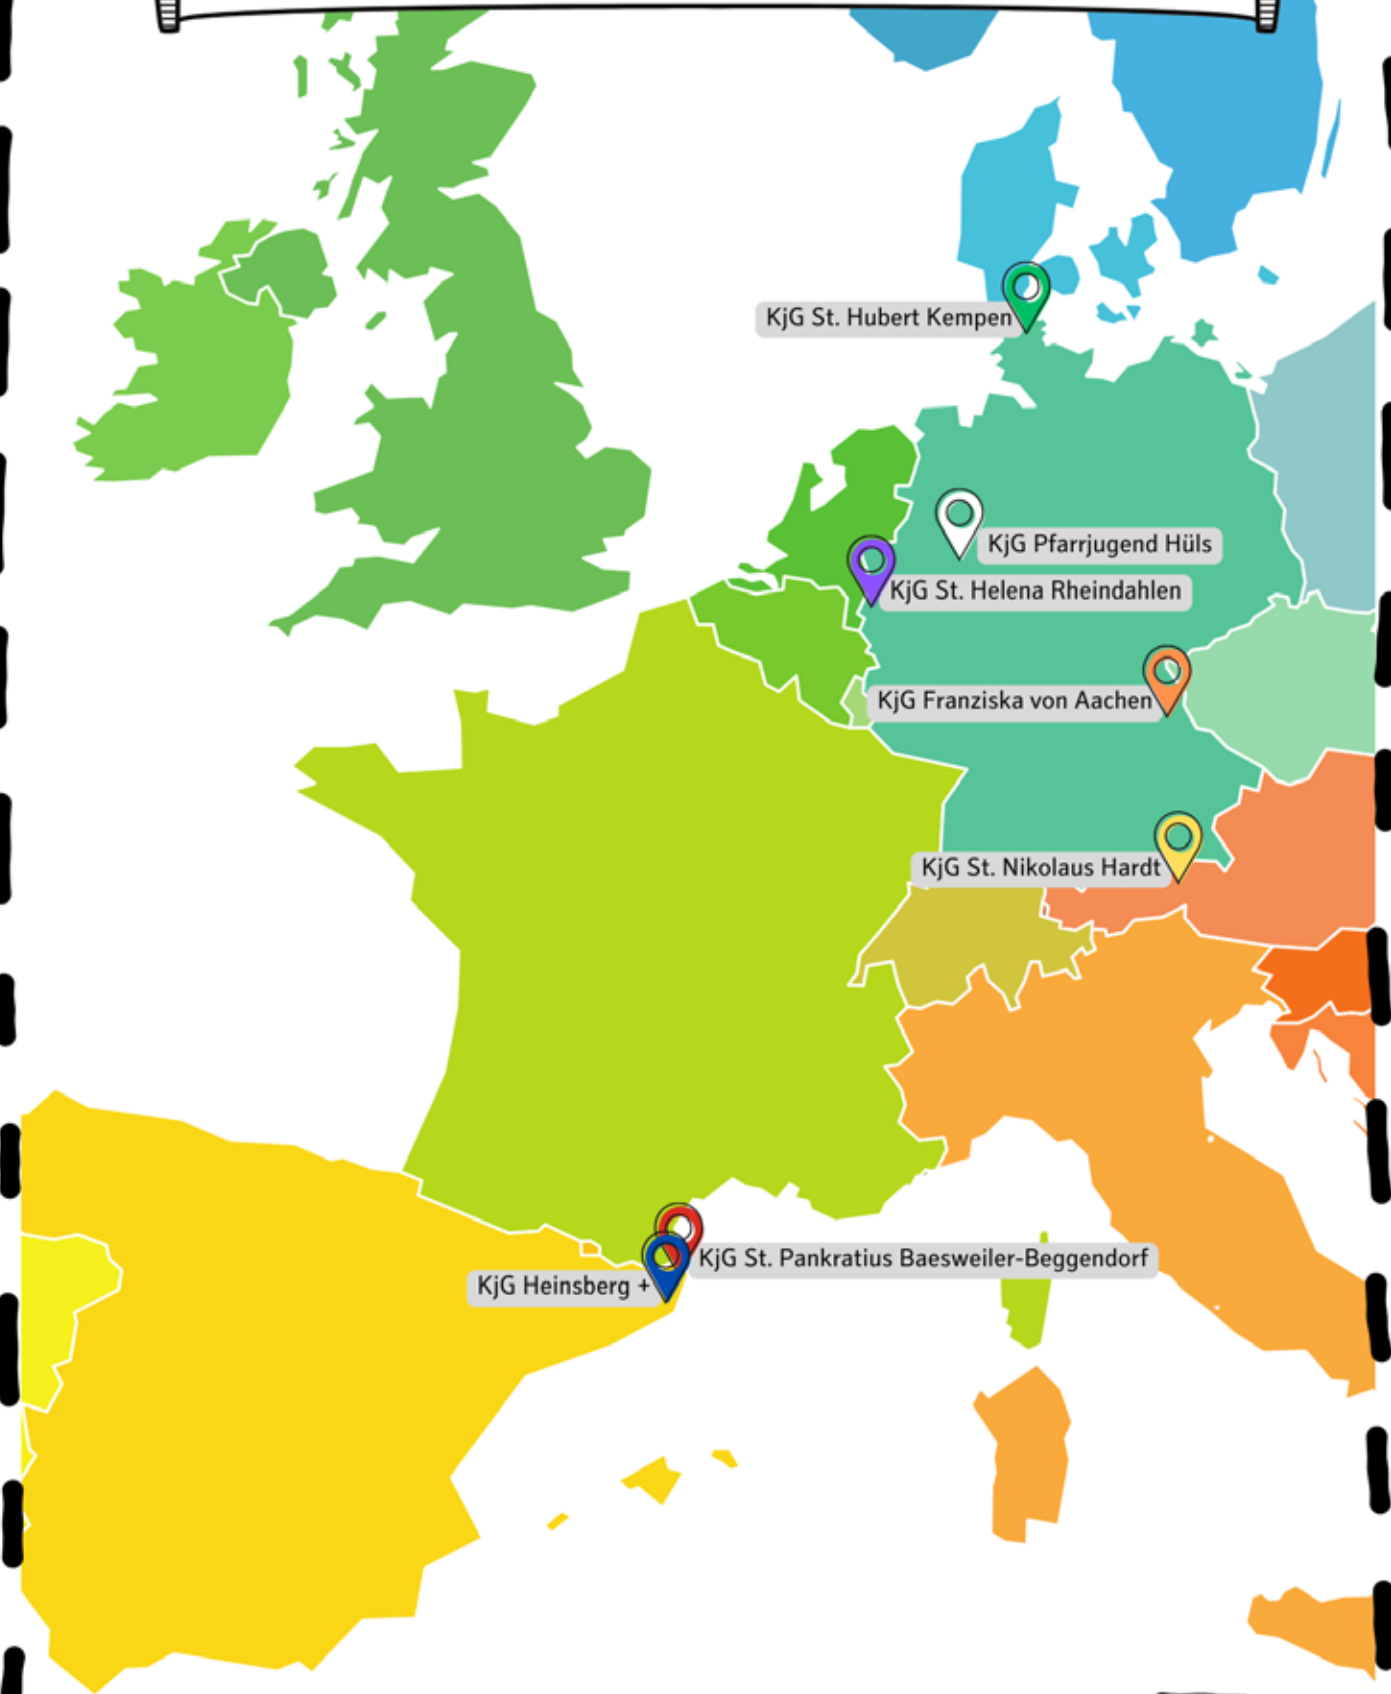 KjG St. Hubert Kempen
KjG Pfarrjugend Hüls
KjG St. Helena Rheindahlen
KjG Franziska von Aachen
KjG St. Nikolaus Hardt
KjG St. Pankratius Baesweiler-Beggendorf
KjG Heinsberg +